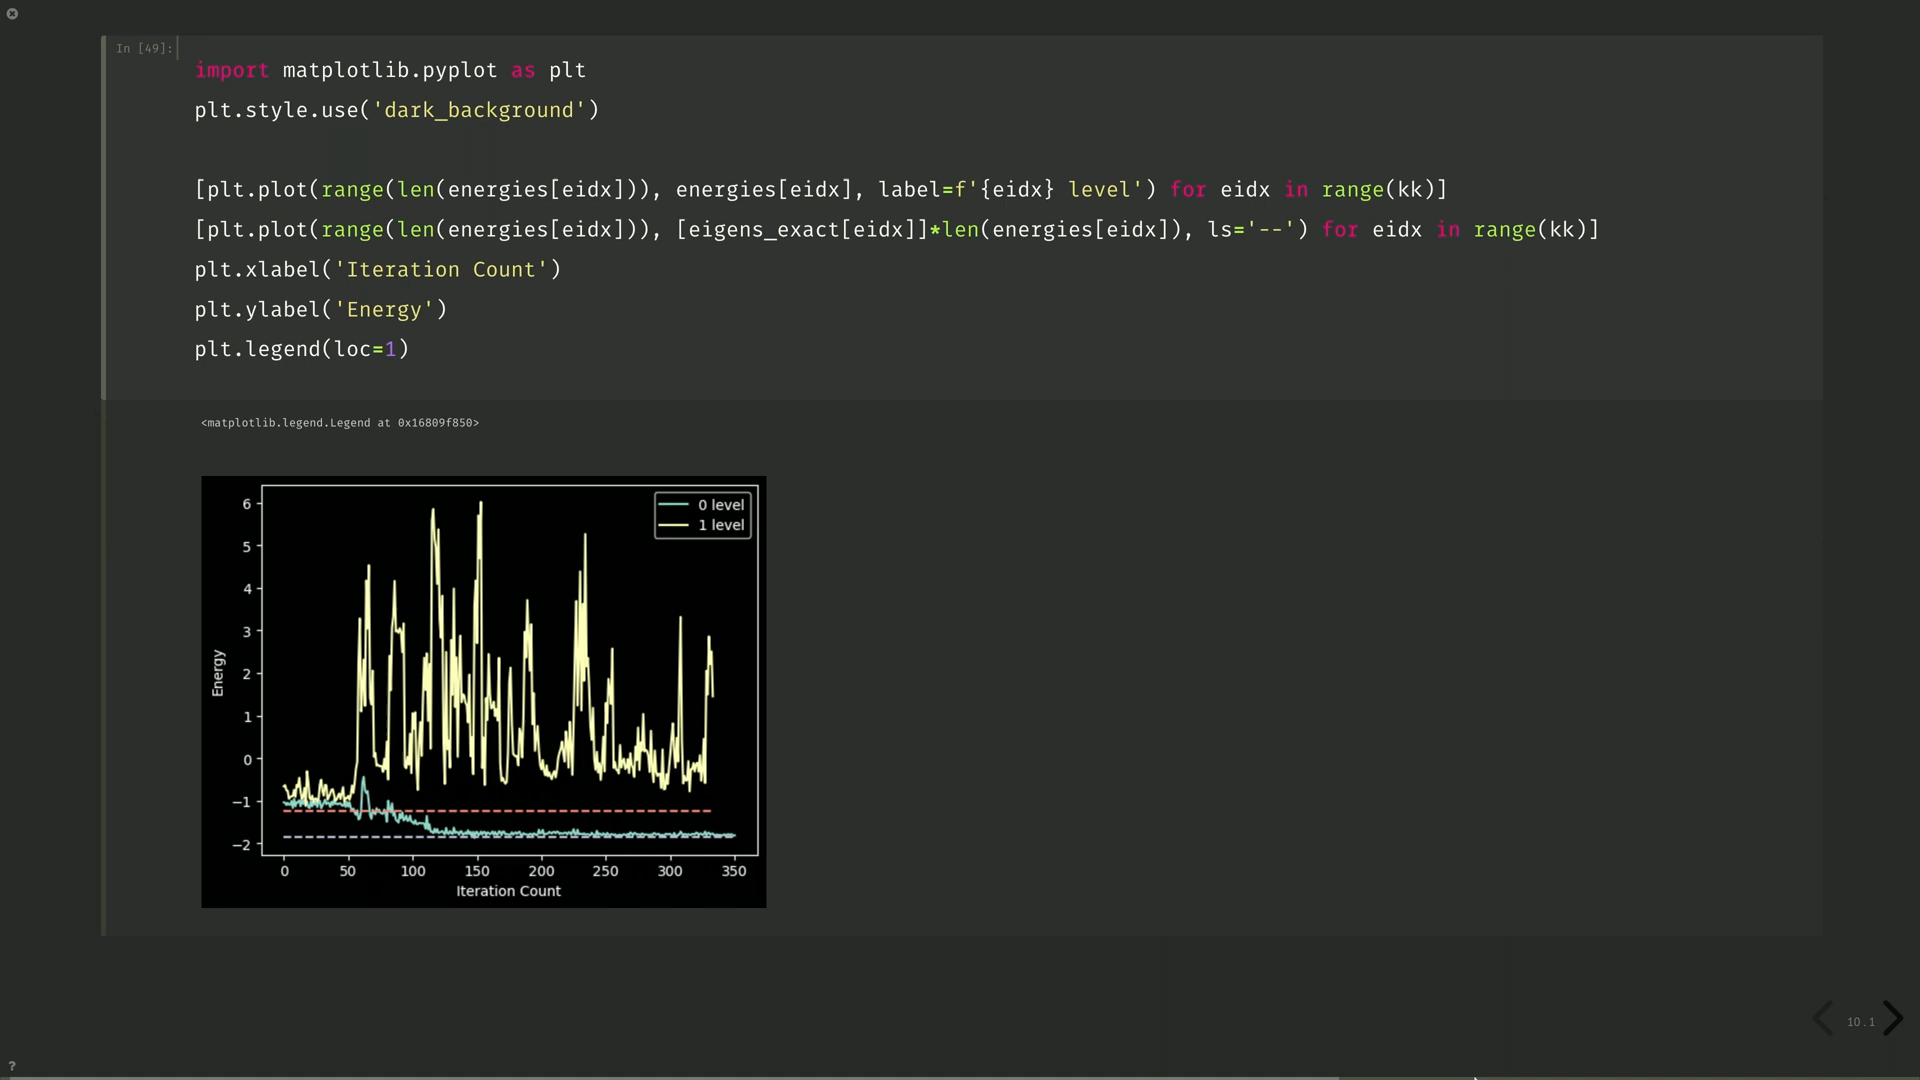 In [49]:
import matplotlib.pyplot as plt
plt.style.use('dark_background')
[plt.plot(range(len(energies[eidx])), energies[eidx], label=f'{eidx} level') for eidx in range(kk)]
[plt.plot(range(len(energies[eidx])), [eigens_exact[eidx]]*len(energies[eidx]), ls='--') for eidx in range(kk)]
plt.xlabel('Iteration Count')
plt.ylabel('Energy')
plt.legend(loc=1)
<matplotlib.legend.Legend at 0x16809f850>
0 level
1 level
6
5
4
3
2
1
0
−1
−2
Energy
0 50 100 150 200 250 300 350
Iteration Count
10.1
?